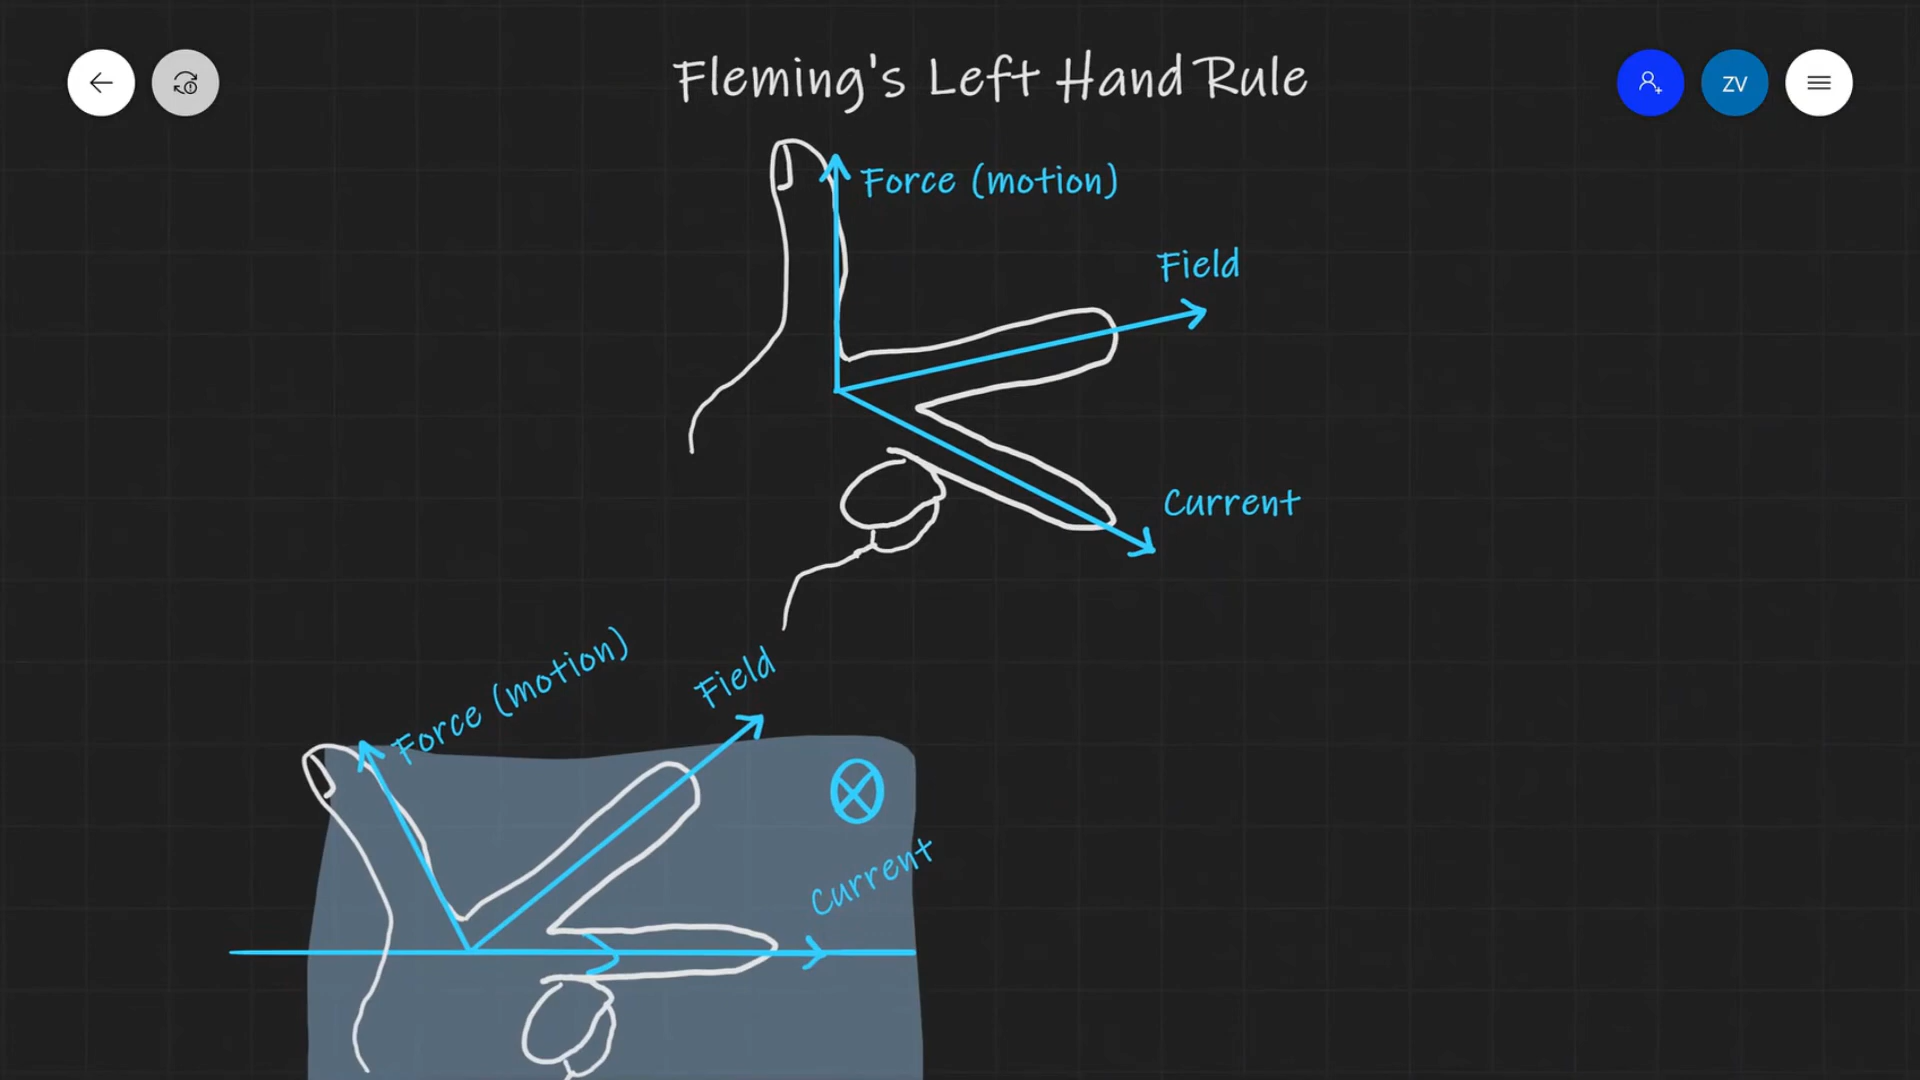 Fleming's Left Hand Rule
ZV
Force (motion)
Field
Current
Force (motion)
Field
Current